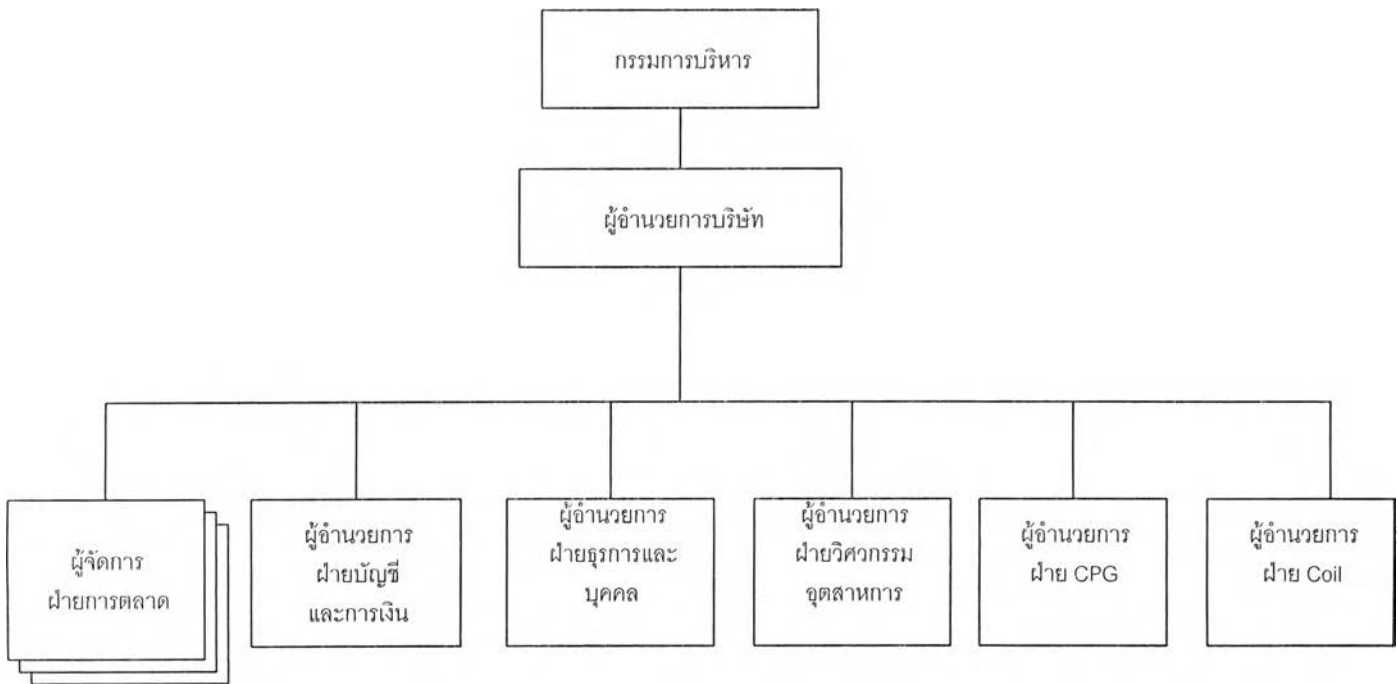 กรรมการบริหาร
ผู้อำนวยการบริษัท
ผู้จัดการ
ฝ่ายการตลาด
ผู้อำนวยการ
ฝ่ายบัญชี
และการเงิน
ผู้อำนวยการ
ฝ่ายธุรการและ
บุคคล
ผู้อำนวยการ
ฝ่ายวิศวกรรม
อุตสาหการ
ผู้อำนวยการ
ฝ่าย CPG
ผู้อำนวยการ
ฝ่าย Coil